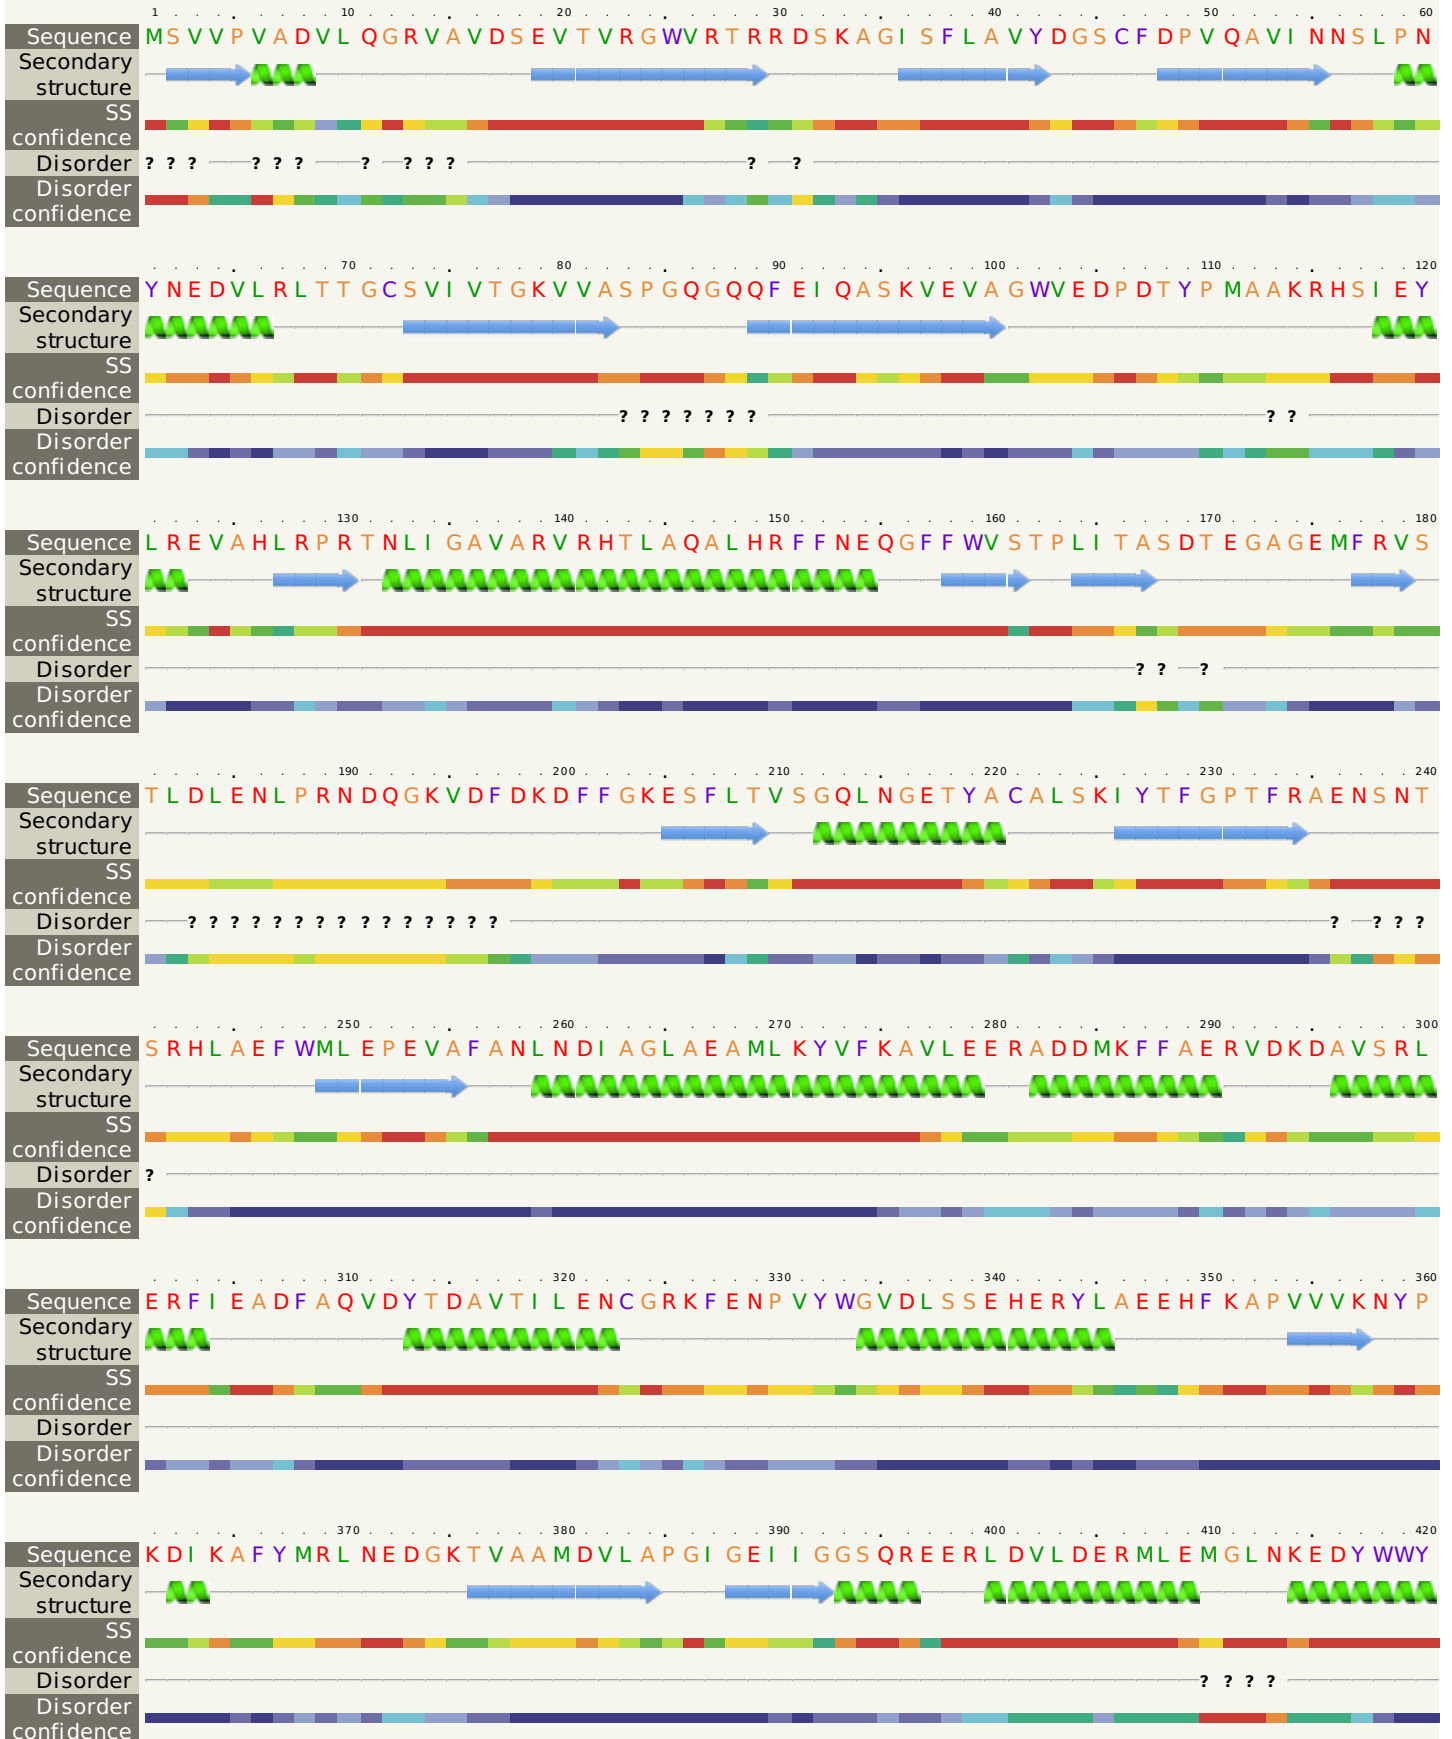 1 10 20 30 40 50 60
Sequence MSVVPVADVLQGRVAVDSEVTVRGWVRTRRDSKAGISFLAVYDGSCFDPVQAVINNSLPN
Secondary
structure
SS
confidence
Disorder ? ? ? ? ? ? ? ? ? ? ? ?
Disorder
confidence
70 80 90 100 110 120
Sequence YNEDVLRLTTGCSVIVTGKVVASPGQGQQFEIQASKVEVAGWVEDPDTYPMAAKRHSIEY
Secondary
structure
SS
confidence
Disorder ? ? ? ? ? ? ? ? ?
Disorder
confidence
130 140 150 160 170 180
Sequence LREVAHLRPRTNLIGAVARVRHTLAQALHRFFNEQGFFWVSTPLITASDTEGAGEMFRVS
Secondary
structure
SS
confidence
Disorder ? ? ?
Disorder
confidence
190 200 210 220 230 240
Sequence TLDLENLPRNDQGKVDFDKDFFGKESFLTVSGQLNGETYACALSKIYTFGPTFRAENSNT
Secondary
structure
SS
confidence
Disorder ? ? ? ? ? ? ? ? ? ? ? ? ? ? ? ? ? ? ?
Disorder
confidence
250 260 270 280 290 300
Sequence SRHLAEFWMLEPEVAFANLNDIAGLAEAMLKYVFKAVLEERADDMKFFAERVDKDAVSRL
Secondary
structure
SS
confidence
Disorder ?
Disorder
confidence
310 320 330 340 350 360
Sequence ERFIEADFAQVDYTDAVTILENCGRKFENPVYWGVDLSSEHERYLAEEHFKAPVVVKNYP
Secondary
structure
SS
confidence
Disorder
Disorder
confidence
370 380 390 400 410 420
Sequence KDIKAFYMRLNEDGKTVAAMDVLAPGIGEIIGGSQREERLDVLDERMLEMGLNKEDYWWY
Secondary
structure
SS
confidence
Disorder ? ? ? ?
Disorder
confidence